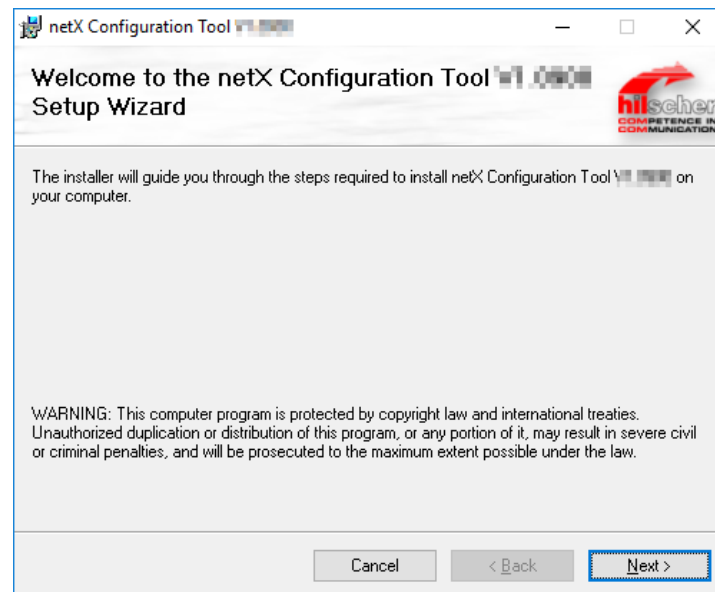 netX Configuration Tool
Welcome to the netX Configuration Tool
Setup Wizard
hilscher
COMPETENCE IN
COMMUNICATION
The installer will guide you through the steps required to install netX Configuration Tool on
your computer.
WARNING: This computer program is protected by copyright law and international treaties.
Unauthorized duplication or distribution of this program, or any portion of it, may result in severe civil
or criminal penalties, and will be prosecuted to the maximum extent possible under the law.
Cancel
< Back
Next >